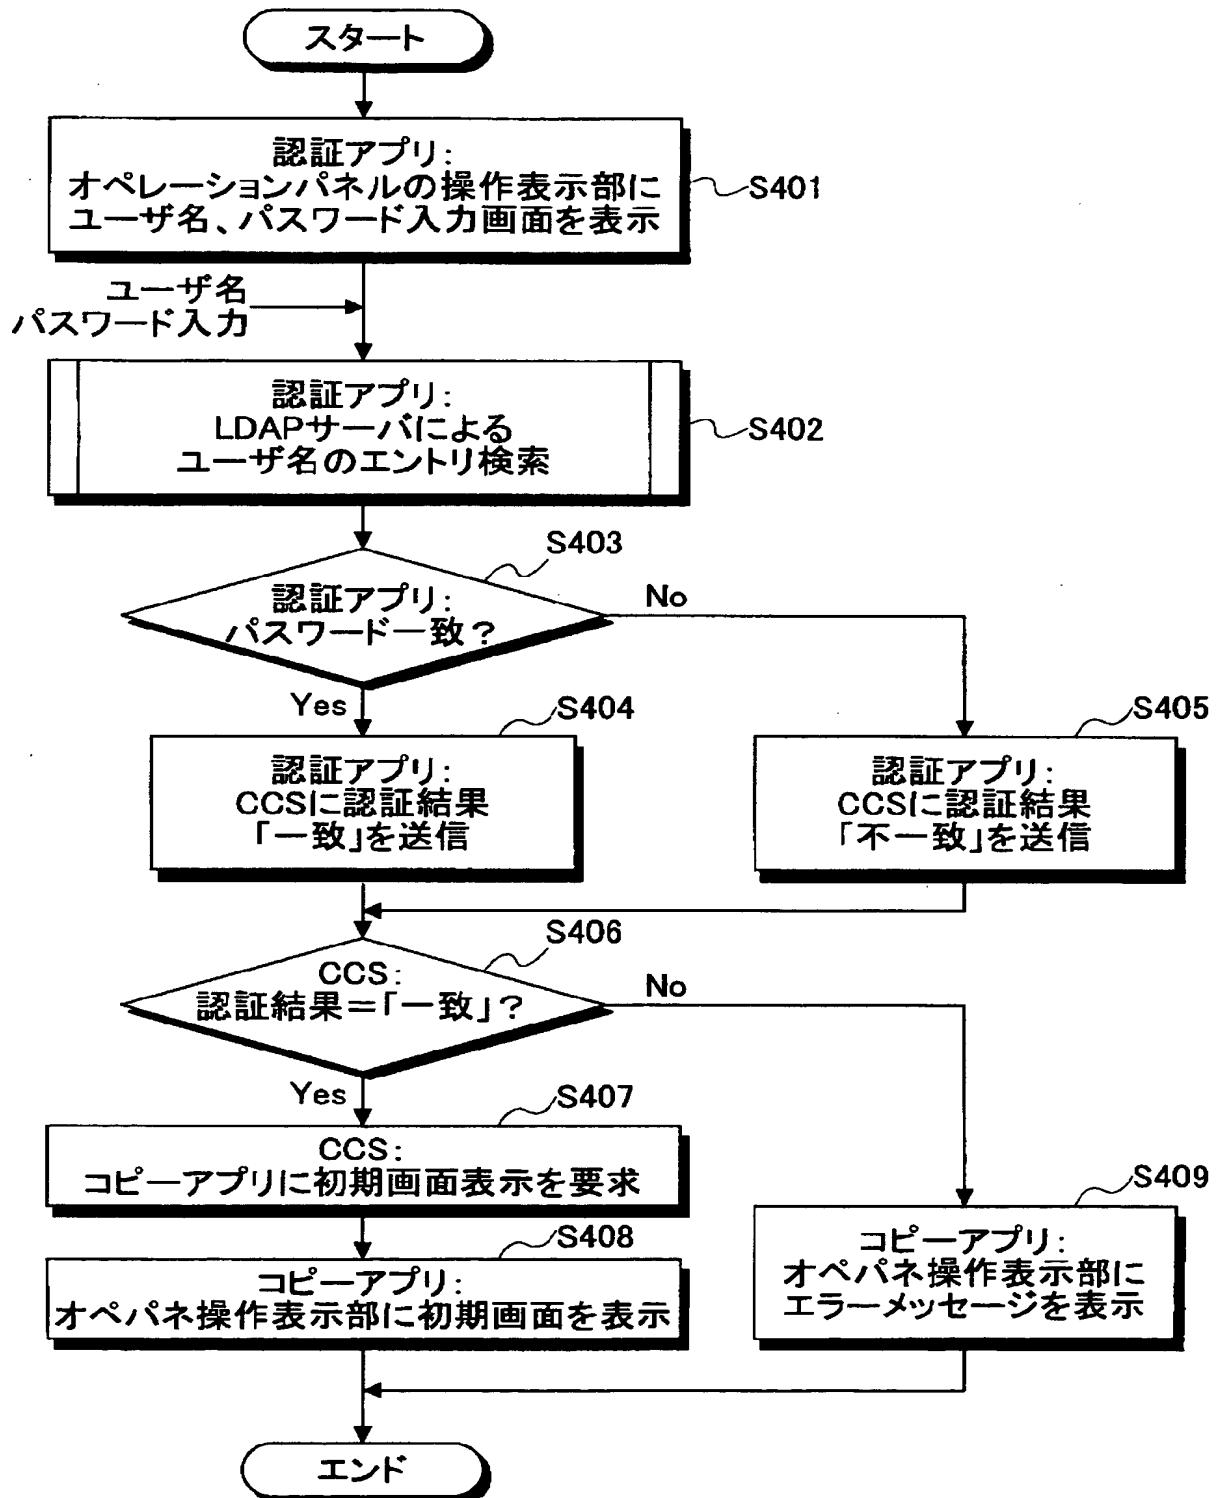 スタート
認証アプリ:
オペレーションパネルの操作表示部に
ユーザ名、パスワード入力画面を表示
S401
ユーザ名
パスワード入力
認証アプリ:
LDAPサーバによる
ユーザ名のエントリ検索
S402
S403
認証アプリ:
パスワード一致?
No
Yes
S404
S405
認証アプリ:
CCSに認証結果
「一致」を送信
認証アプリ:
CCSに認証結果
「不一致」を送信
S406
CCS:
認証結果=「一致」?
No
Yes
S407
CCS:
コピーアプリに初期画面表示を要求
S408
コピーアプリ:
オペパネ操作表示部に初期画面を表示
S409
コピーアプリ:
オペパネ操作表示部に
エラーメッセージを表示
エンド